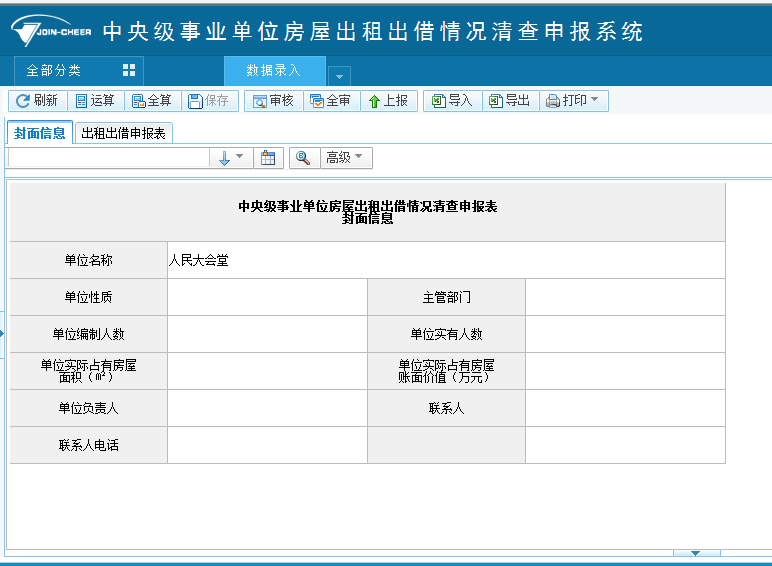 JOIN-CHEER 中央级事业单位房屋出租出借情况清查申报系统
全部分类 数据录入
刷新 运算 全算 保存 审核 全审 上报 导入 导出 打印
封面信息 出租出借申报表
高级
中央级事业单位房屋出租出借情况清查申报表
封面信息
单位名称 人民大会堂
单位性质 主管部门
单位编制人数 单位实有人数
单位实际占有房屋 单位实际占有房屋
面积（㎡） 账面价值（万元）
单位负责人 联系人
联系人电话